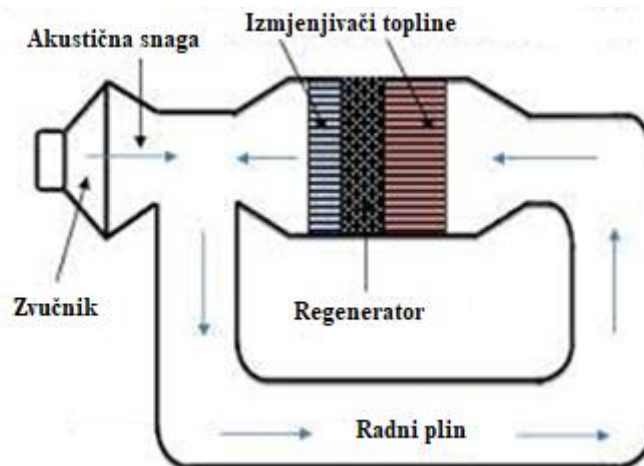 Izmjenjivači topline
Akustična snaga
Zvučnik
Regenerator
Radni plin